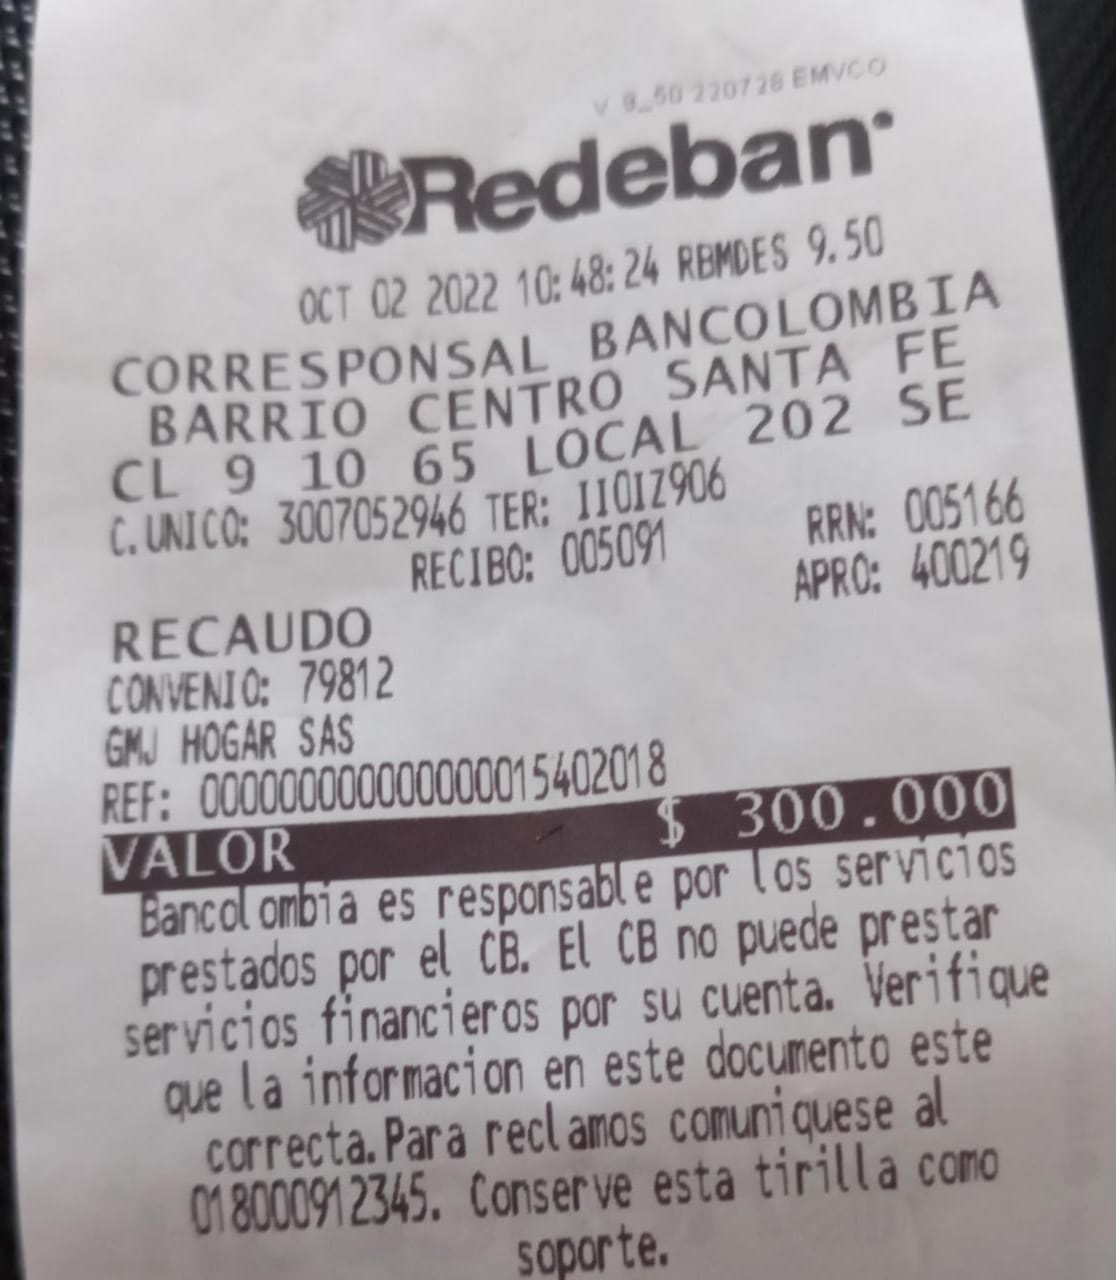 V 9_50 220728 EMVCO
Redeban
OCT 02 2022 10:48:24 RBMDES 9.50
CORRESPONSAL BANCOLOMBIA
BARRIO CENTRO SANTA FE
CL 9 10 65 LOCAL 202 SE
C.UNICO: 3007052946 TER: II0IZ906
RECIBO: 005091 RRN: 005166
APRO: 400219
RECAUDO
CONVENIO: 79812
GMJ HOGAR SAS
REF: 000000000000000015402018
VALOR $ 300.000
Bancolombia es responsable por los servicios
prestados por el CB. El CB no puede prestar
servicios financieros por su cuenta. Verifique
que la informacion en este documento este
correcta.Para reclamos comuniquese al
018000912345. Conserve esta tirilla como
soporte.